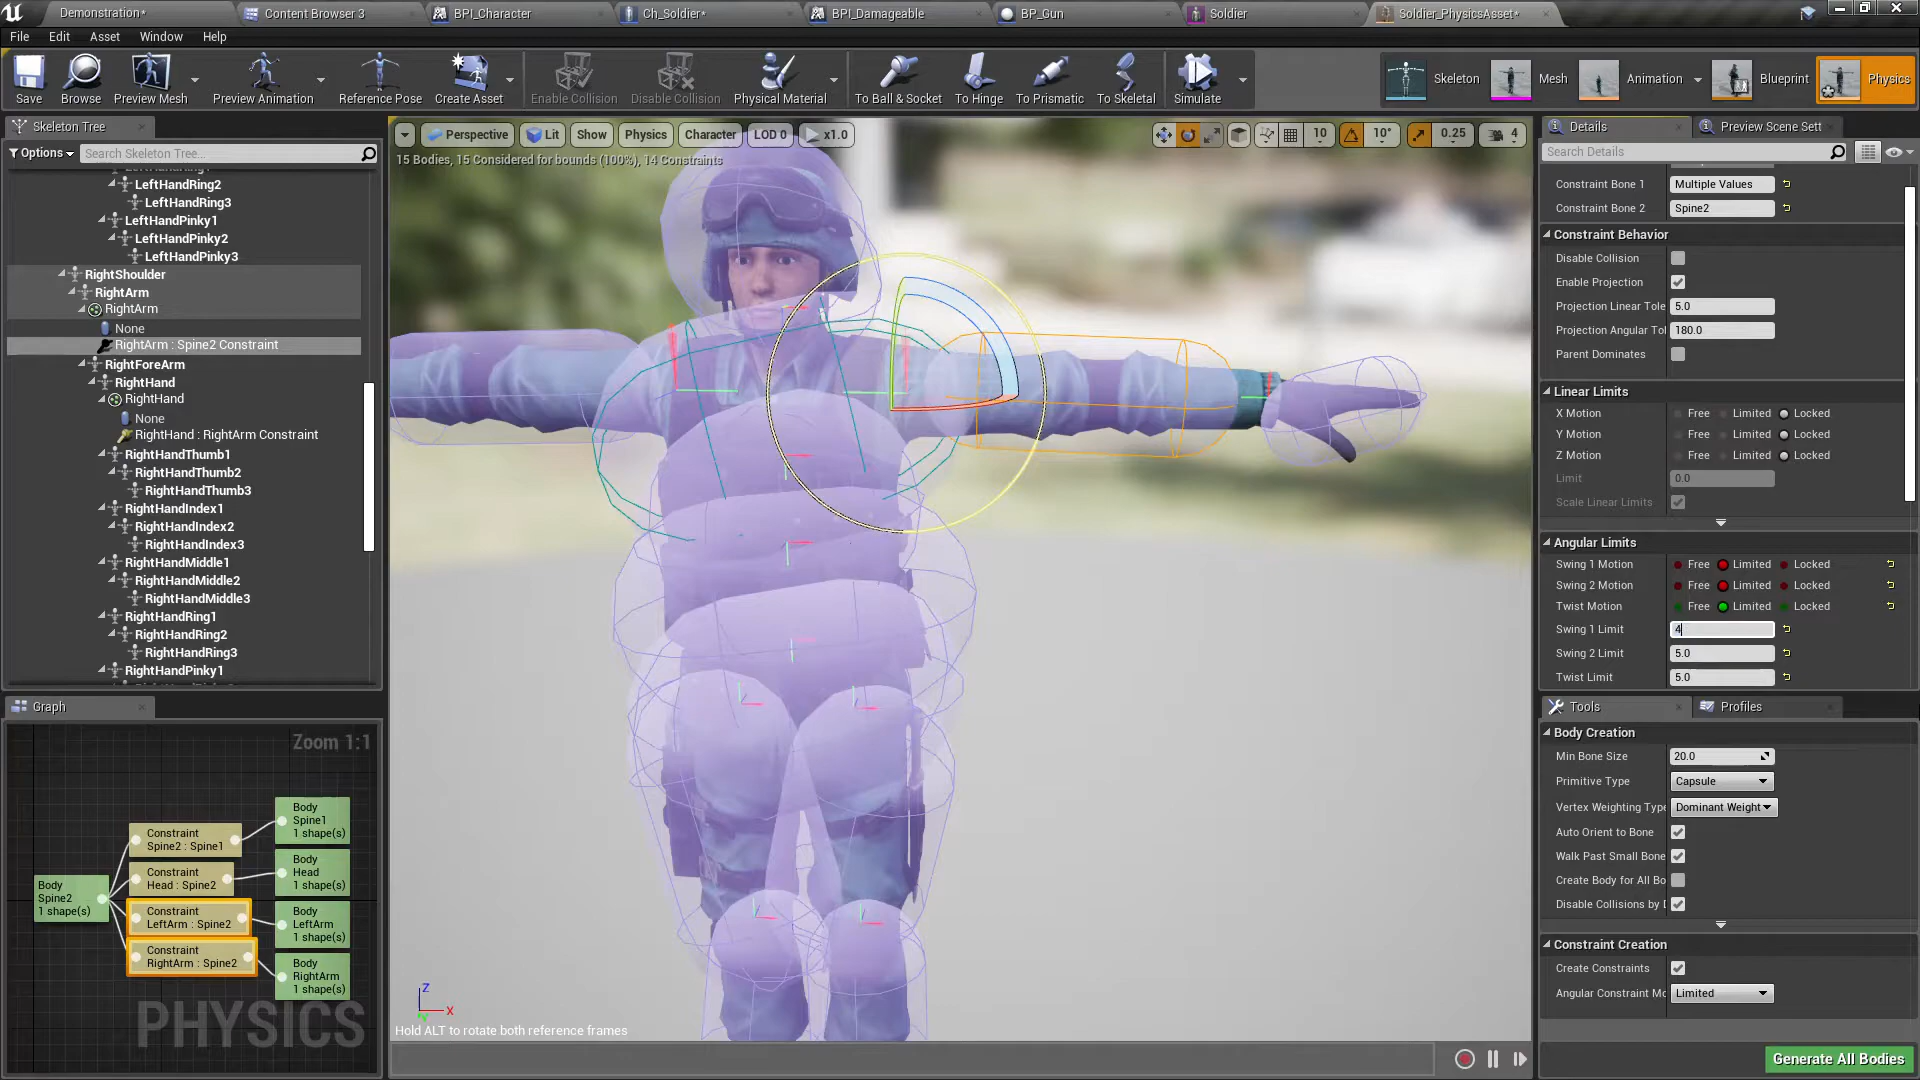 Demonstration*
Content Browser 3
BPI_Character
Ch_Soldier*
BPI_Damageable
BP_Gun
Soldier
Soldier_PhysicsAsset*
File
Edit
Asset
Window
Help
Save
Browse
Preview Mesh
Preview Animation
Reference Pose
Create Asset
Enable Collision
Disable Collision
Physical Material
To Ball & Socket
To Hinge
To Prismatic
To Skeletal
Simulate
Skeleton
Mesh
Animation
Blueprint
Physics
Skeleton Tree
Options
Search Skeleton Tree...
LeftHandRing2
LeftHandRing3
LeftHandPinky1
LeftHandPinky2
LeftHandPinky3
RightShoulder
RightArm
RightArm
None
RightArm : Spine2 Constraint
RightForeArm
RightHand
RightHand
None
RightHand : RightArm Constraint
RightHandThumb1
RightHandThumb2
RightHandThumb3
RightHandIndex1
RightHandIndex2
RightHandIndex3
RightHandMiddle1
RightHandMiddle2
RightHandMiddle3
RightHandRing1
RightHandRing2
RightHandRing3
RightHandPinky1
Graph
Zoom 1:1
Body
Spine2
1 shape(s)
Constraint
Spine2 : Spine1
Constraint
Head : Spine2
Constraint
LeftArm : Spine2
Constraint
RightArm : Spine2
Body
Spine1
1 shape(s)
Body
Head
1 shape(s)
Body
LeftArm
1 shape(s)
Body
RightArm
1 shape(s)
PHYSICS
Perspective
Lit
Show
Physics
Character
LOD 0
x1.0
10
10°
0.25
4
15 Bodies, 15 Considered for bounds (100%), 14 Constraints
Z
X
Y
Hold ALT to rotate both reference frames
Details
Preview Scene Sett
Search Details
Constraint Bone 1
Multiple Values
Constraint Bone 2
Spine2
Constraint Behavior
Disable Collision
Enable Projection
Projection Linear Tole
5.0
Projection Angular Tol
180.0
Parent Dominates
Linear Limits
X Motion Free Limited Locked
Y Motion Free Limited Locked
Z Motion Free Limited Locked
Limit
0.0
Scale Linear Limits
Angular Limits
Swing 1 Motion Free Limited Locked
Swing 2 Motion Free Limited Locked
Twist Motion Free Limited Locked
Swing 1 Limit
4
Swing 2 Limit
5.0
Twist Limit
5.0
Tools
Profiles
Body Creation
Min Bone Size
20.0
Primitive Type
Capsule
Vertex Weighting Type
Dominant Weight
Auto Orient to Bone
Walk Past Small Bone
Create Body for All Bo
Disable Collisions by D
Constraint Creation
Create Constraints
Angular Constraint Mo
Limited
Generate All Bodies